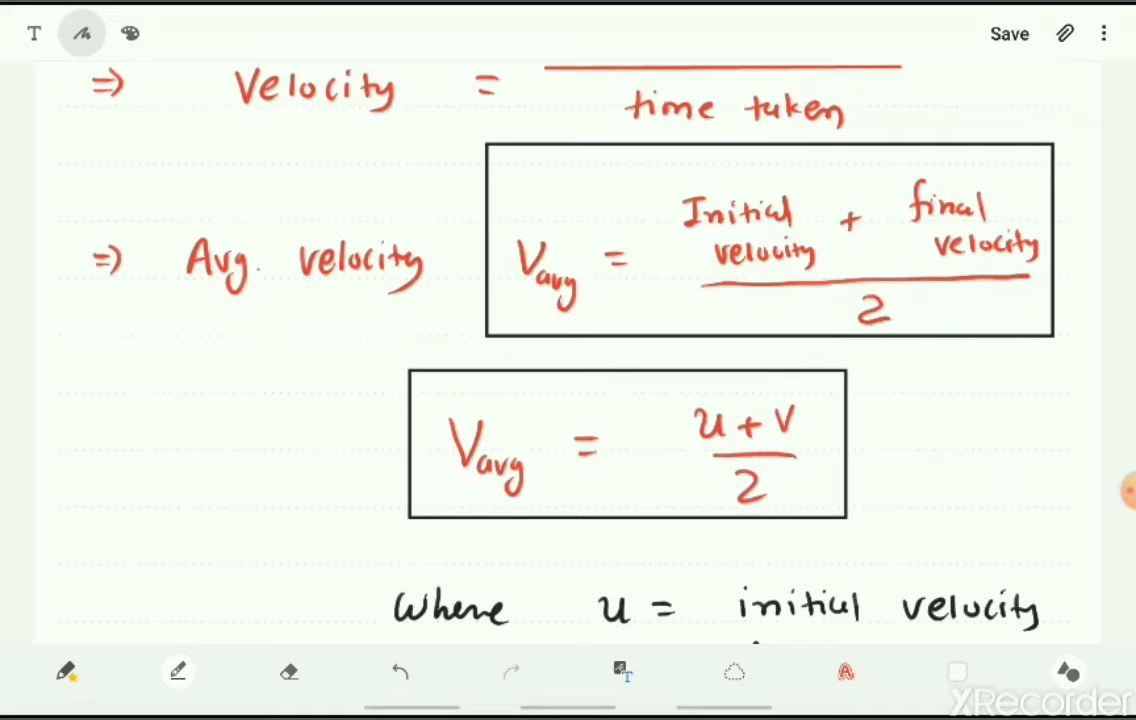 T Save
⇒ Velocity =
time taken
⇒ Avg. velocity Vavg = Initial velocity + final velocity / 2
Vavg = u + v / 2
Where u = initial velocity
XRecorder